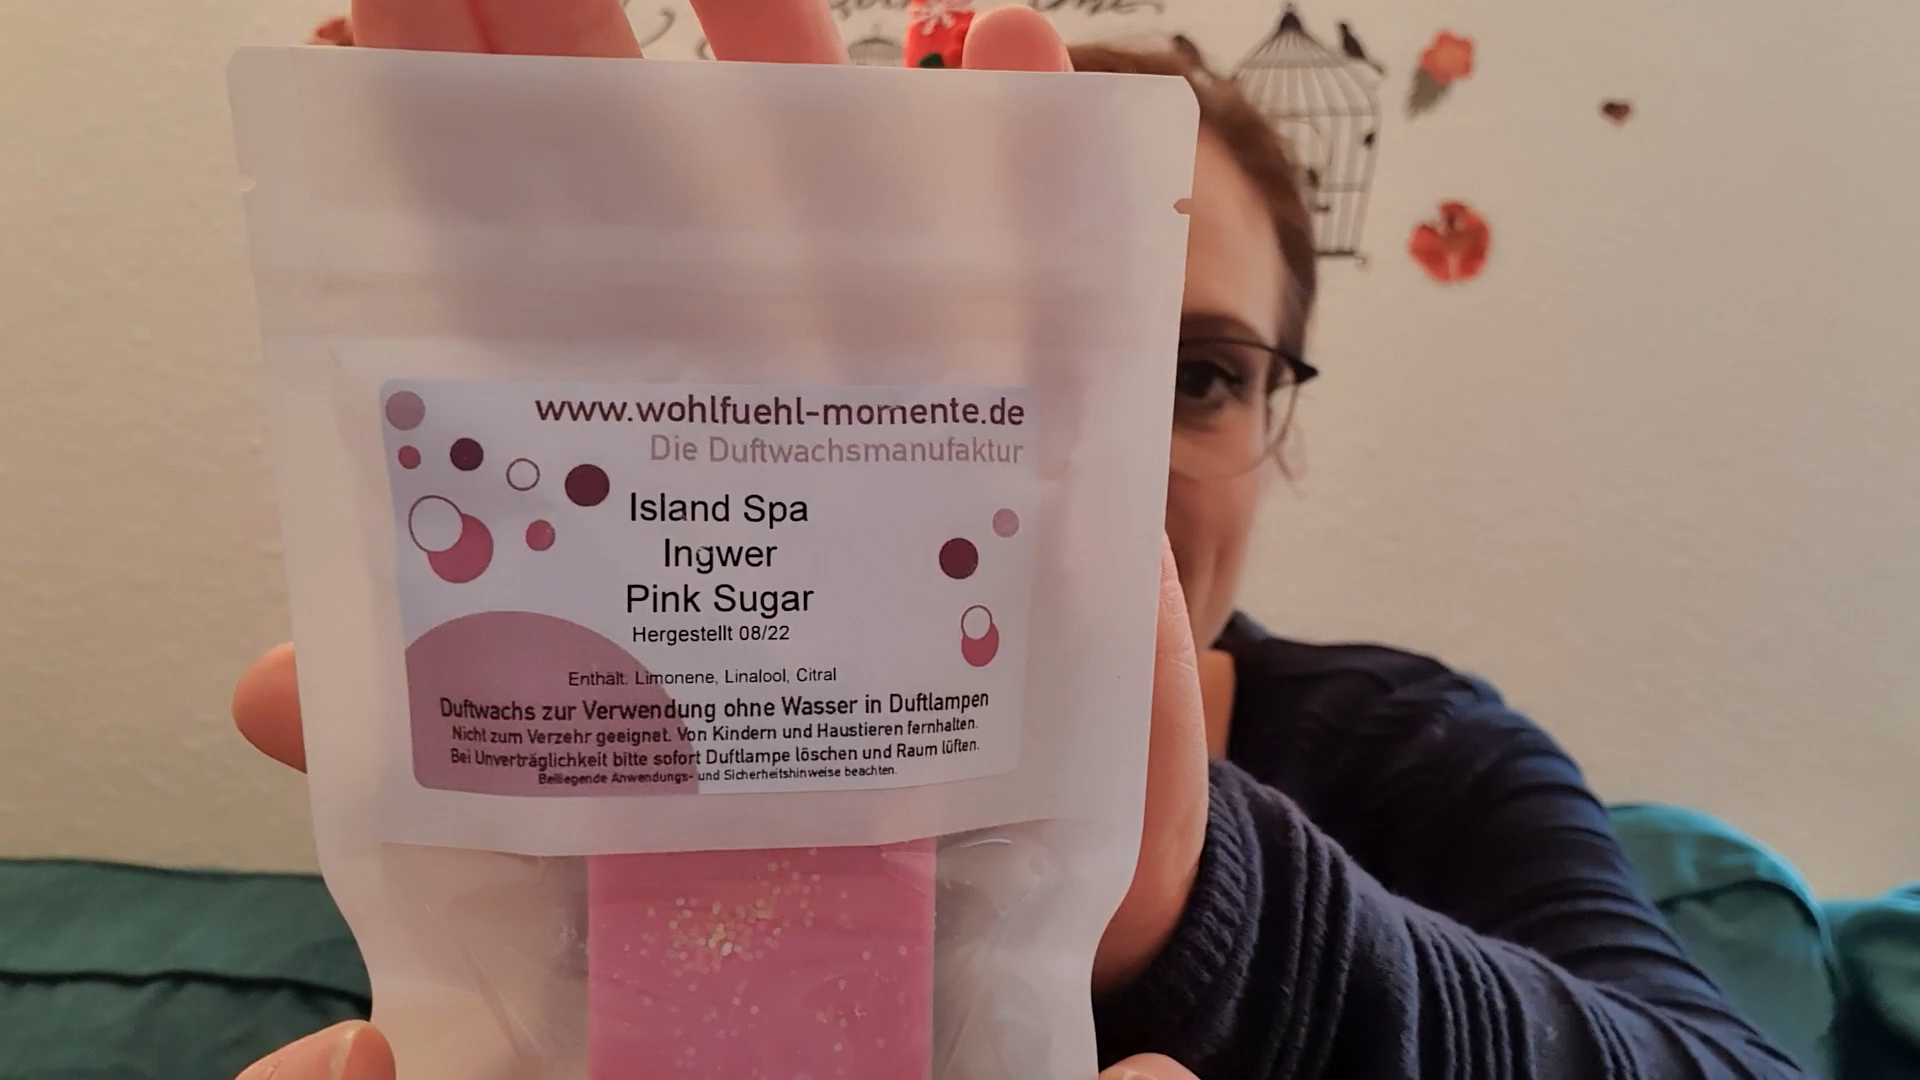 www.wohlfuehl-momente.de
Die Duftwachsmanufaktur
Island Spa
Ingwer
Pink Sugar
Hergestellt 08/22
Enthält: Limonene, Linalool, Citral
Duftwachs zur Verwendung ohne Wasser in Duftlampen
Nicht zum Verzehr geeignet. Von Kindern und Haustieren fernhalten.
Bei Unverträglichkeit bitte sofort Duftlampe löschen und Raum lüften.
Beiliegende Anwendungs- und Sicherheitshinweise beachten.